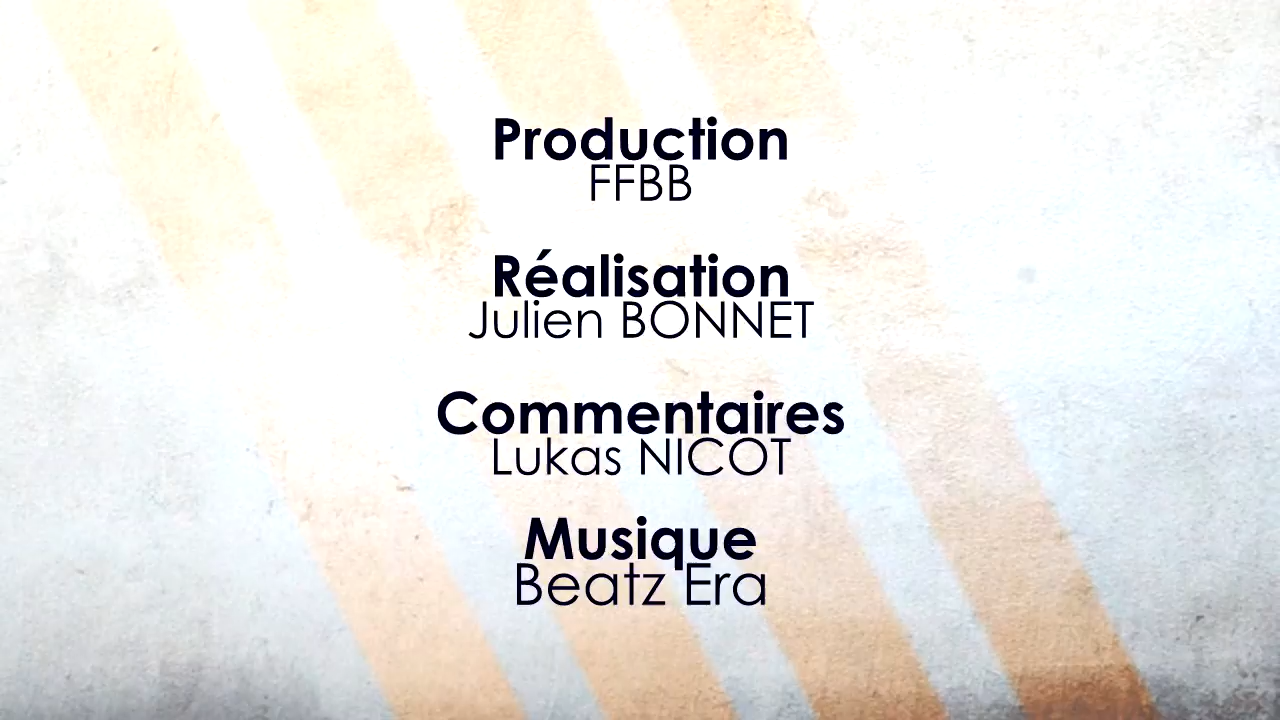 Production
FFBB
Réalisation
Julien BONNET
Commentaires
Lukas NICOT
Musique
Beatz Era